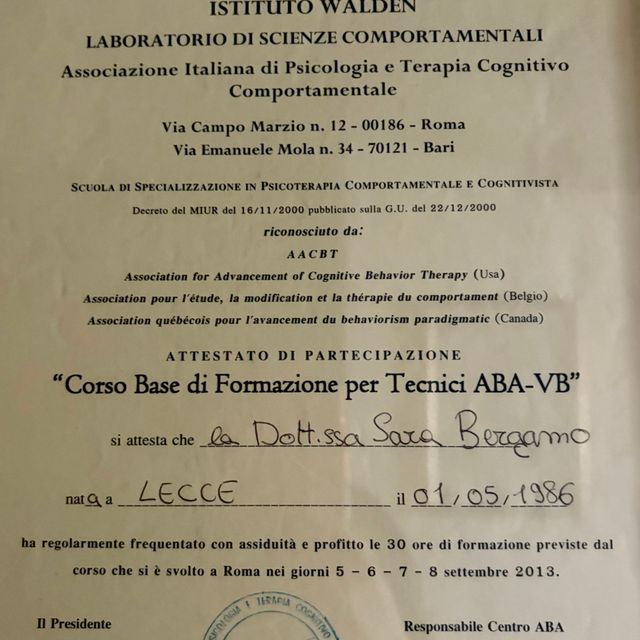 ISTITUTO WALDEN
LABORATORIO DI SCIENZE COMPORTAMENTALI
Associazione Italiana di Psicologia e Terapia Cognitivo
Comportamentale
Via Campo Marzio n. 12 - 00186 - Roma
Via Emanuele Mola n. 34 - 70121 - Bari
SCUOLA DI SPECIALIZZAZIONE IN PSICOTERAPIA COMPORTAMENTALE E COGNITIVISTA
Decreto del MIUR del 16/11/2000 pubblicato sulla G.U. del 22/12/2000
riconosciuto da:
AACBT
Association for Advancement of Cognitive Behavior Therapy (Usa)
Association pour l'étude, la modification et la thérapie du comportament (Belgio)
Association québécois pour l'avancement du behaviorism paradigmatic (Canada)
ATTESTATO DI PARTECIPAZIONE
"Corso Base di Formazione per Tecnici ABA-VB"
si attesta che la Dott.ssa Sara Bergamo
nata a LECCE il 01/05/1986
ha regolarmente frequentato con assiduità e profitto le 30 ore di formazione previste dal
corso che si è svolto a Roma nei giorni 5 - 6 - 7 - 8 settembre 2013.
Il Presidente Responsabile Centro ABA
PSICOLOGIA E TERAPIA COGNITIVO